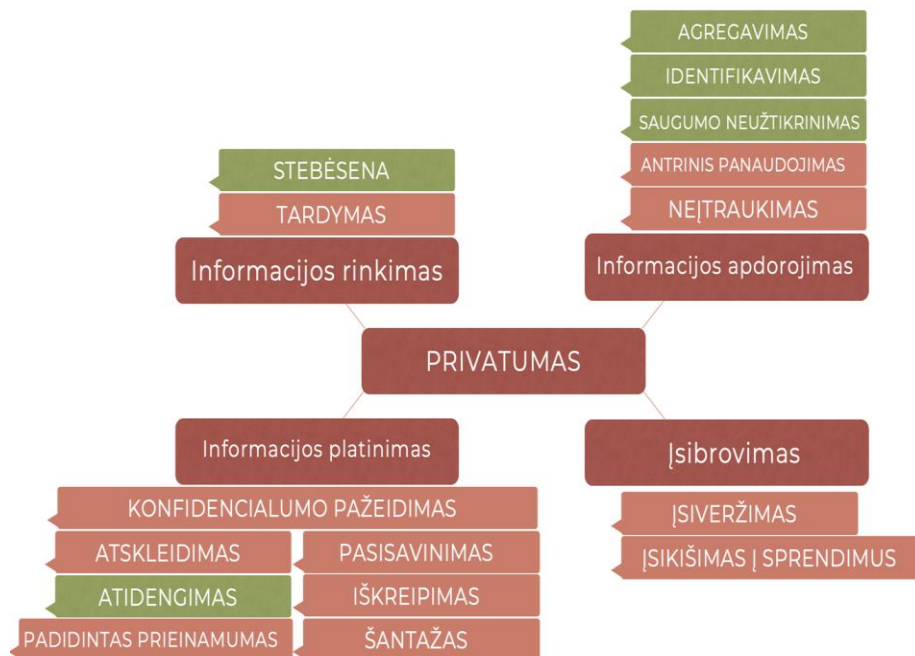 AGREGAVIMAS
IDENTIFIKAVIMAS
SAUGUMO NEUŽTIKRINIMAS
ANTRINIS PANAUDOJIMAS
NEĮTRAUKIMAS
Informacijos apdorojimas
STEBĖSENA
TARDYMAS
Informacijos rinkimas
PRIVATUMAS
Informacijos platinimas
KONFIDENCIALUMO PAŽEIDIMAS
ATSKLEIDIMAS
PASISAVINIMAS
ATIDENGIMAS
IŠKREIPIMAS
PADIDINTAS PRIEINAMUMAS
ŠANTAŽAS
Įsibrovimas
ĮSIVERŽIMAS
ĮSIKIŠIMAS Į SPRENDIMUS